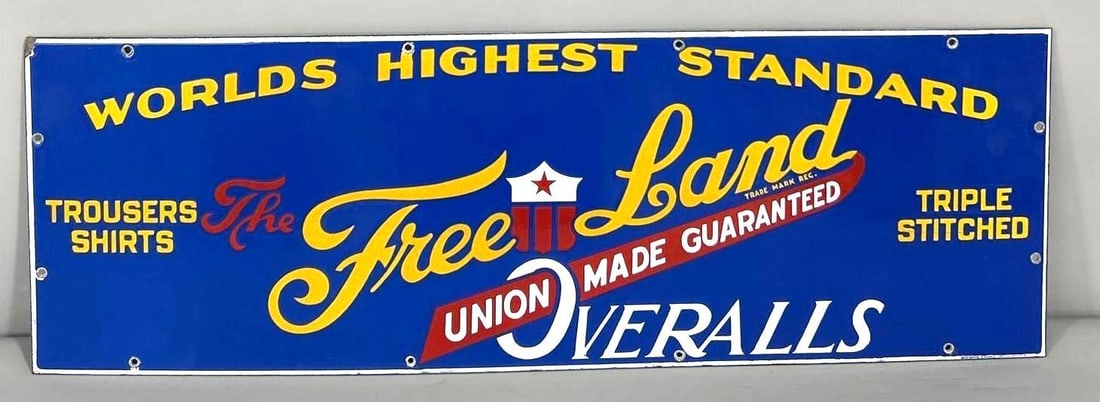 WORLDS HIGHEST STANDARD
TROUSERS
SHIRTS
The Free Land
TRADE MARK REG.
UNION MADE GUARANTEED
OVERALLS
TRIPLE
STITCHED